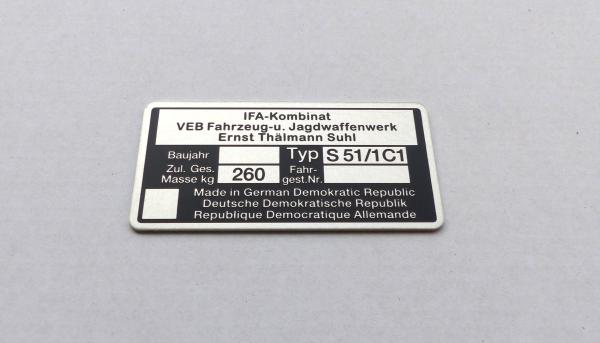 IFA-Kombinat
VEB Fahrzeug-u. Jagdwaffenwerk
Ernst Thälmann Suhl
Baujahr Typ S 51/1C1
Zul. Ges. Masse kg 260 Fahr-gest.Nr.
Made in German Demokratic Republic
Deutsche Demokratische Republik
Republique Democratique Allemande